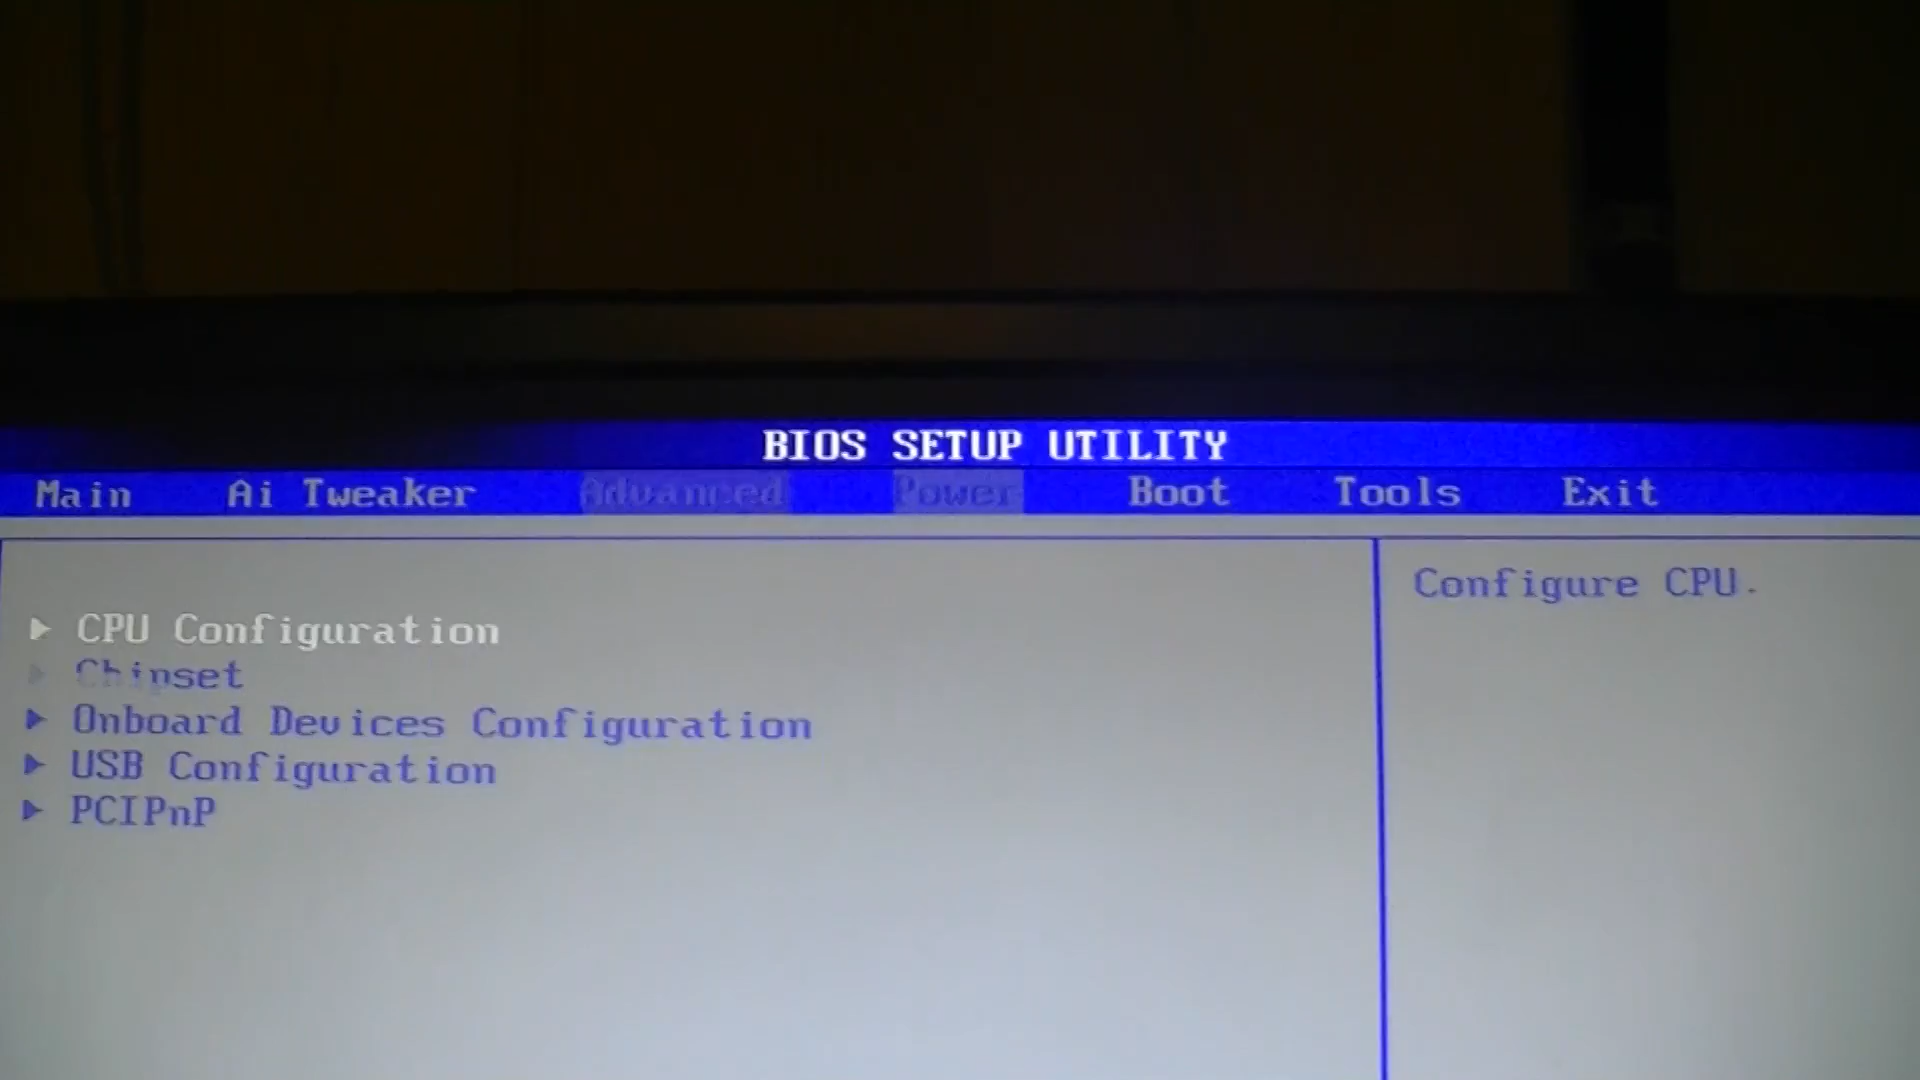 BIOS SETUP UTILITY
Main Ai Tweaker Advanced Power Boot Tools Exit
Configure CPU.
CPU Configuration
Chipset
Onboard Devices Configuration
USB Configuration
PCIPnP